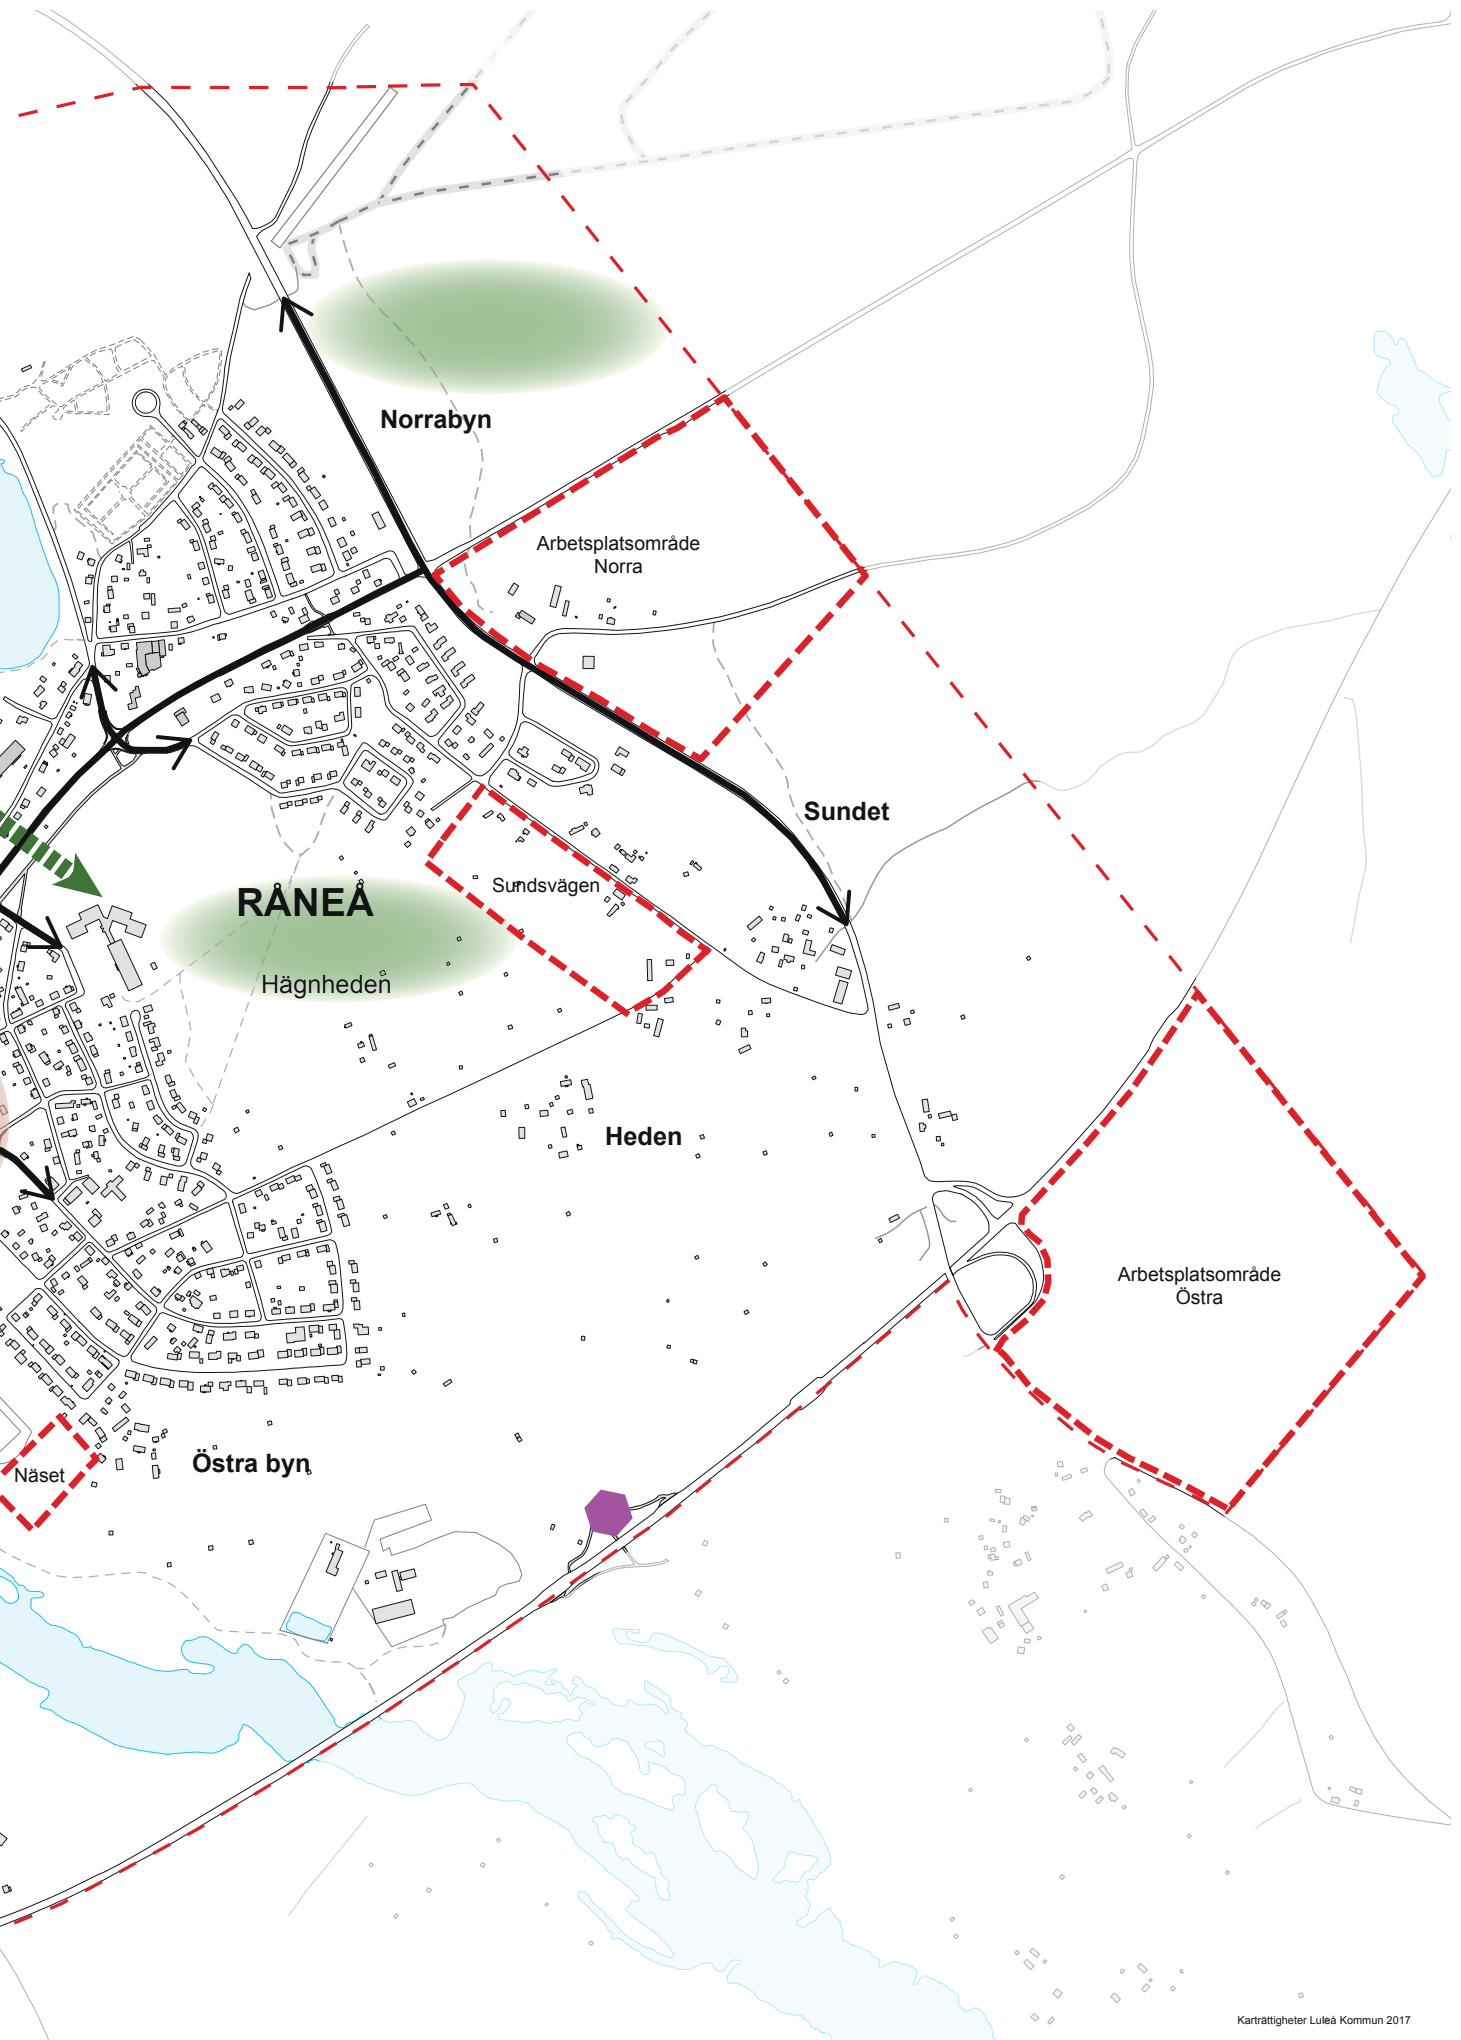 Norrabyn
Arbetsplatsområde
Norra
Sundet
Sundsvägen
RÅNEÅ
Hägnheden
Heden
Arbetsplatsområde
Östra
Östra byn
Näset
Karträttigheter Luleå Kommun 2017